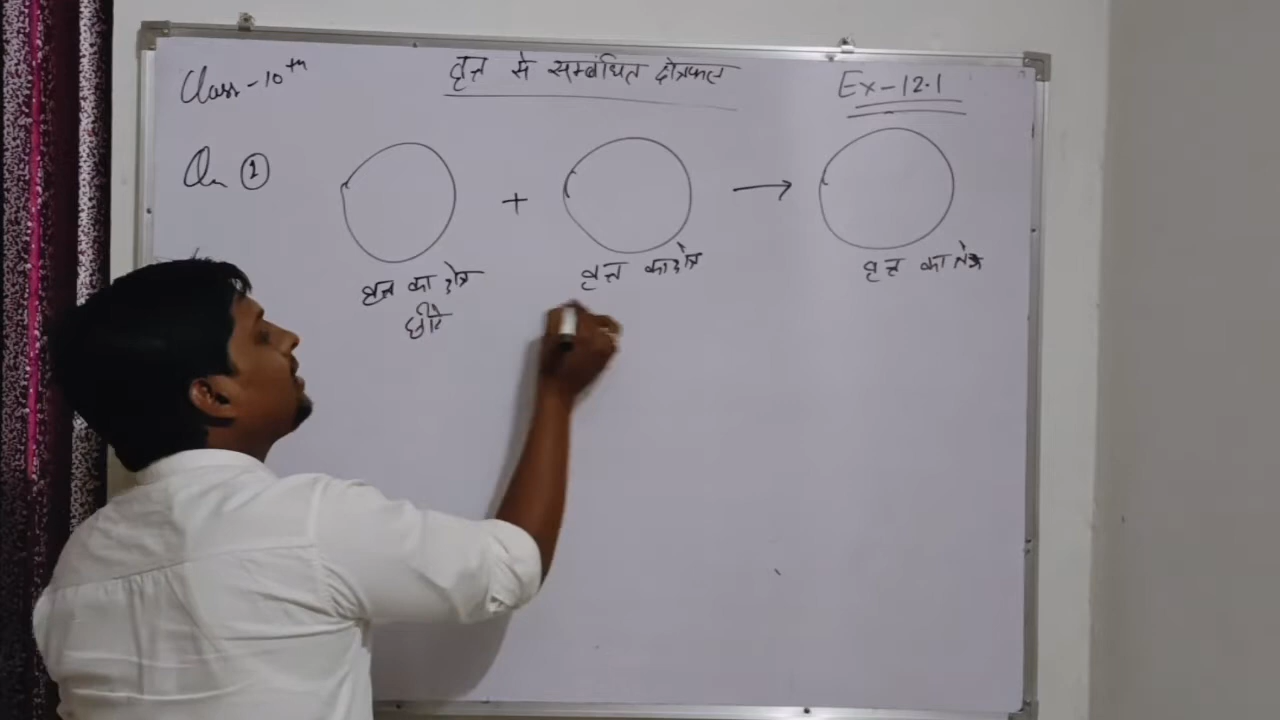 Class - 10th
वृत्त से सम्बंधित क्षेत्रफल
Ex - 12.1
Qn ①
+
→
वृत्त का क्षेत्र
वृत्त का क्षेत्र
वृत्त का क्षेत्र